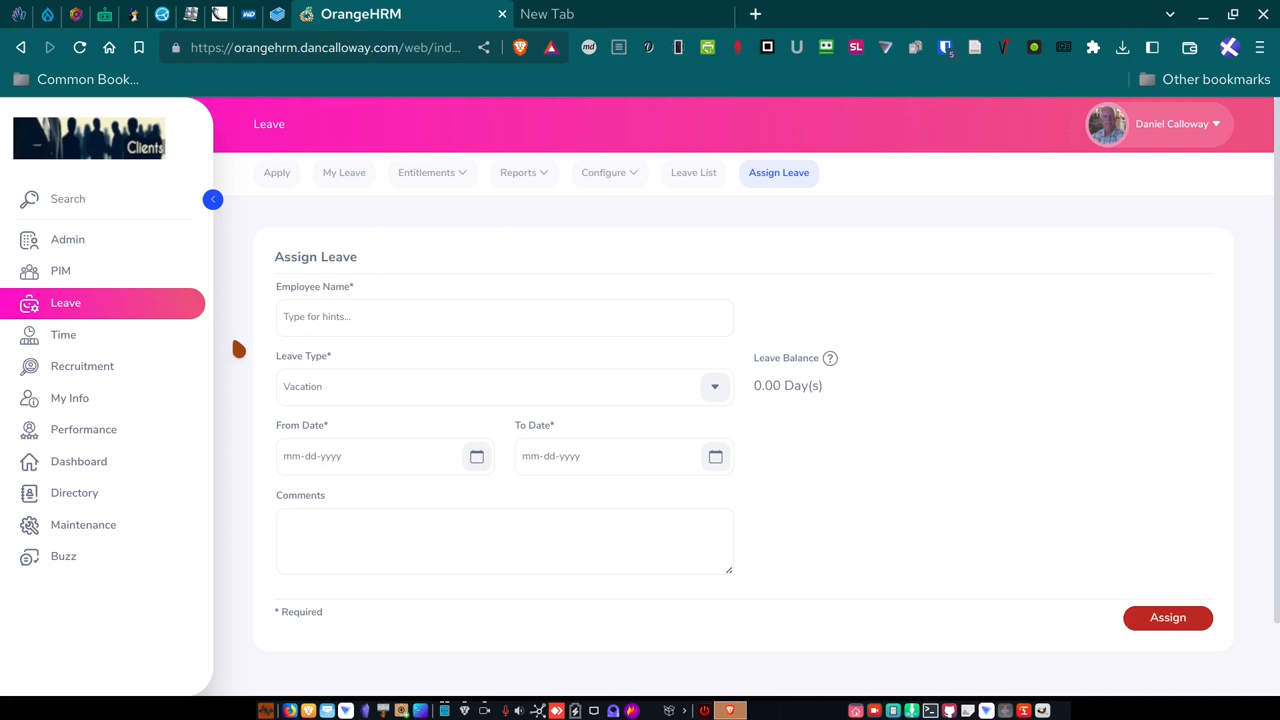 OrangeHRM
New Tab
https://orangehrm.dancalloway.com/web/ind...
Common Book...
Other bookmarks
Clients
Leave
Daniel Calloway
Apply
My Leave
Entitlements
Reports
Configure
Leave List
Assign Leave
Search
Admin
PIM
Leave
Time
Recruitment
My Info
Performance
Dashboard
Directory
Maintenance
Buzz
Assign Leave
Employee Name*
Type for hints...
Leave Type*
Vacation
Leave Balance ?
0.00 Day(s)
From Date*
To Date*
mm-dd-yyyy
mm-dd-yyyy
Comments
* Required
Assign